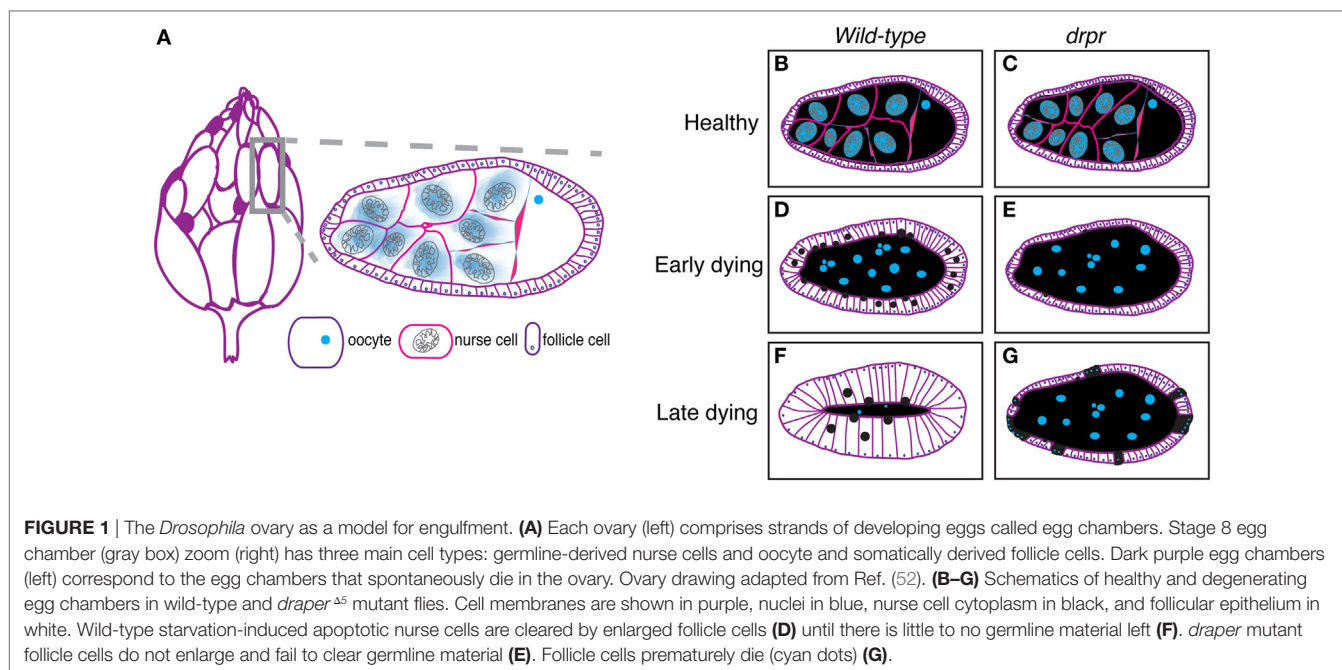 A
oocyte
nurse cell
follicle cell
Wild-type
drpr
Healthy
B
C
Early dying
D
E
Late dying
F
G
FIGURE 1 | The Drosophila ovary as a model for engulfment. (A) Each ovary (left) comprises strands of developing eggs called egg chambers. Stage 8 egg
chamber (gray box) zoom (right) has three main cell types: germline-derived nurse cells and oocyte and somatically derived follicle cells. Dark purple egg chambers
(left) correspond to the egg chambers that spontaneously die in the ovary. Ovary drawing adapted from Ref. (52). (B–G) Schematics of healthy and degenerating
egg chambers in wild-type and draper Δ5 mutant flies. Cell membranes are shown in purple, nuclei in blue, nurse cell cytoplasm in black, and follicular epithelium in
white. Wild-type starvation-induced apoptotic nurse cells are cleared by enlarged follicle cells (D) until there is little to no germline material left (F). draper mutant
follicle cells do not enlarge and fail to clear germline material (E). Follicle cells prematurely die (cyan dots) (G).